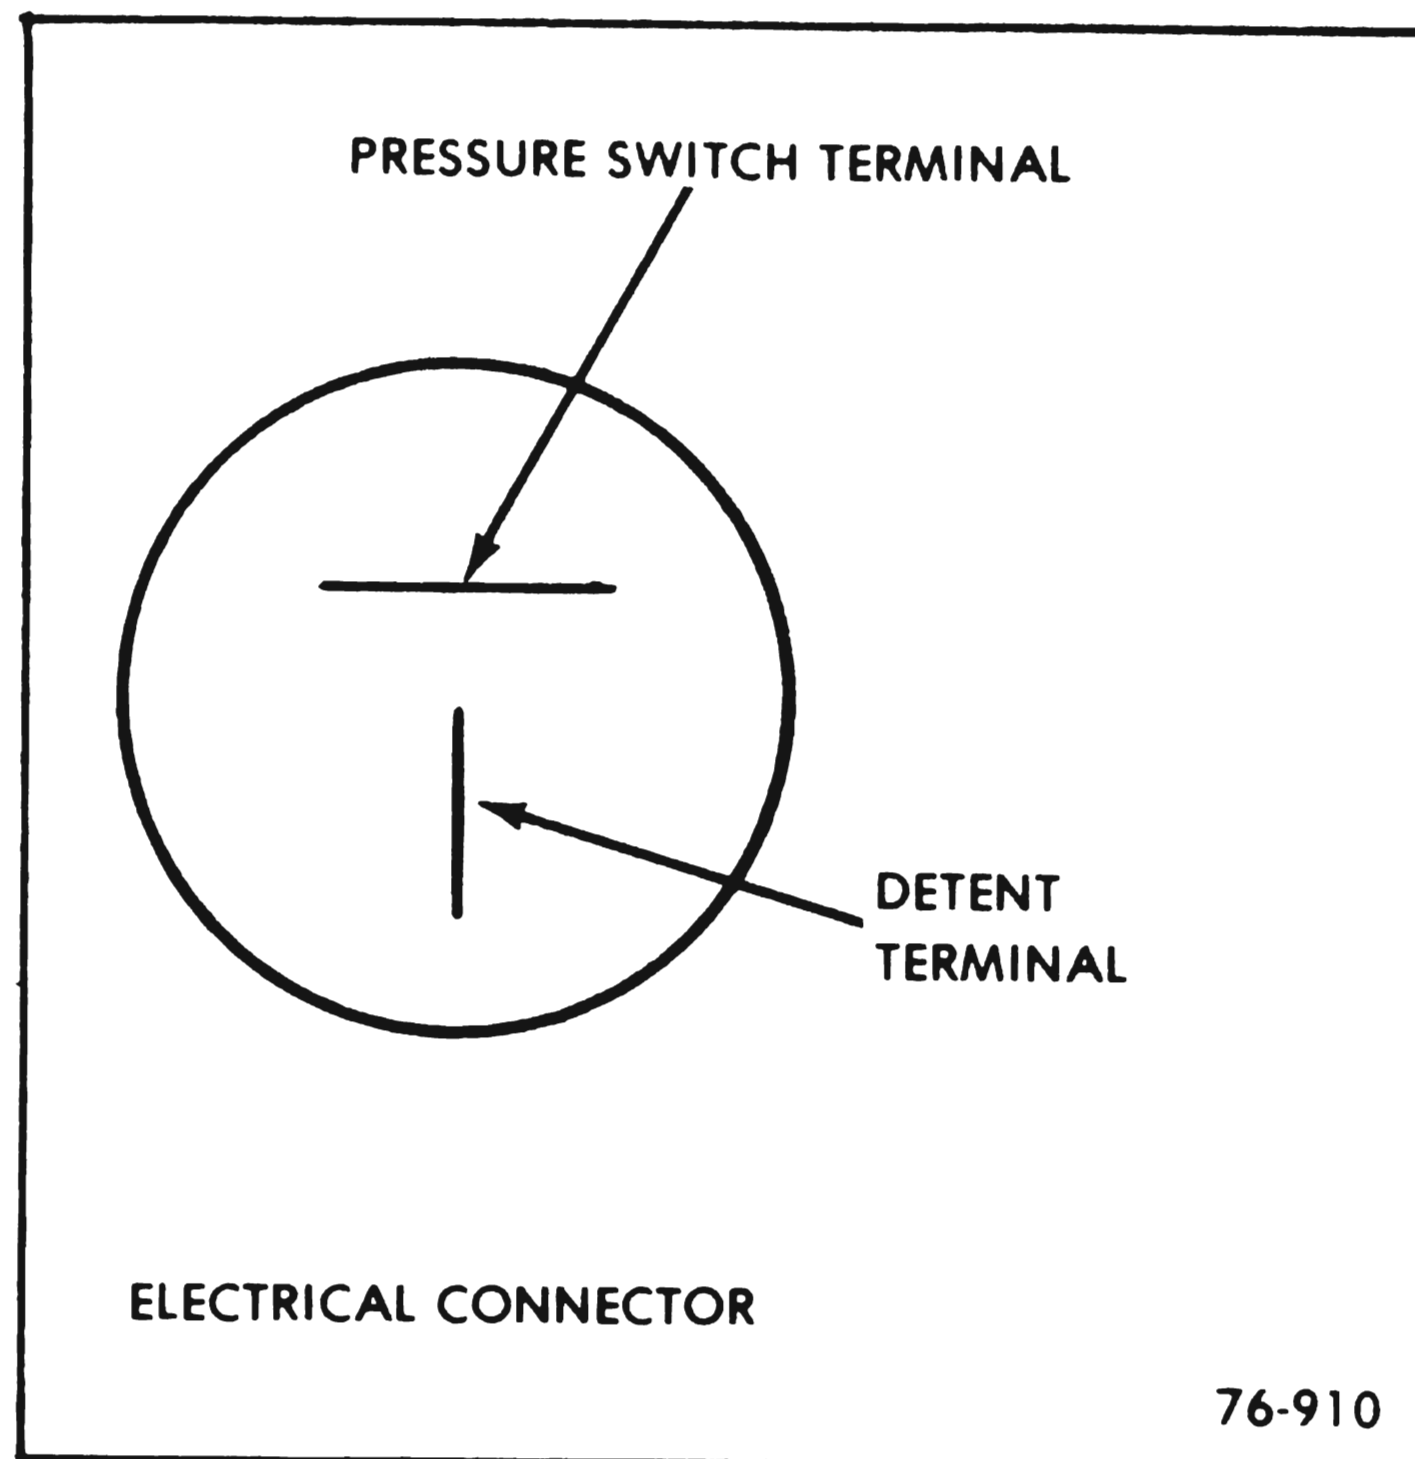 PRESSURE SWITCH TERMINAL
DETENT
TERMINAL
ELECTRICAL CONNECTOR
76-910